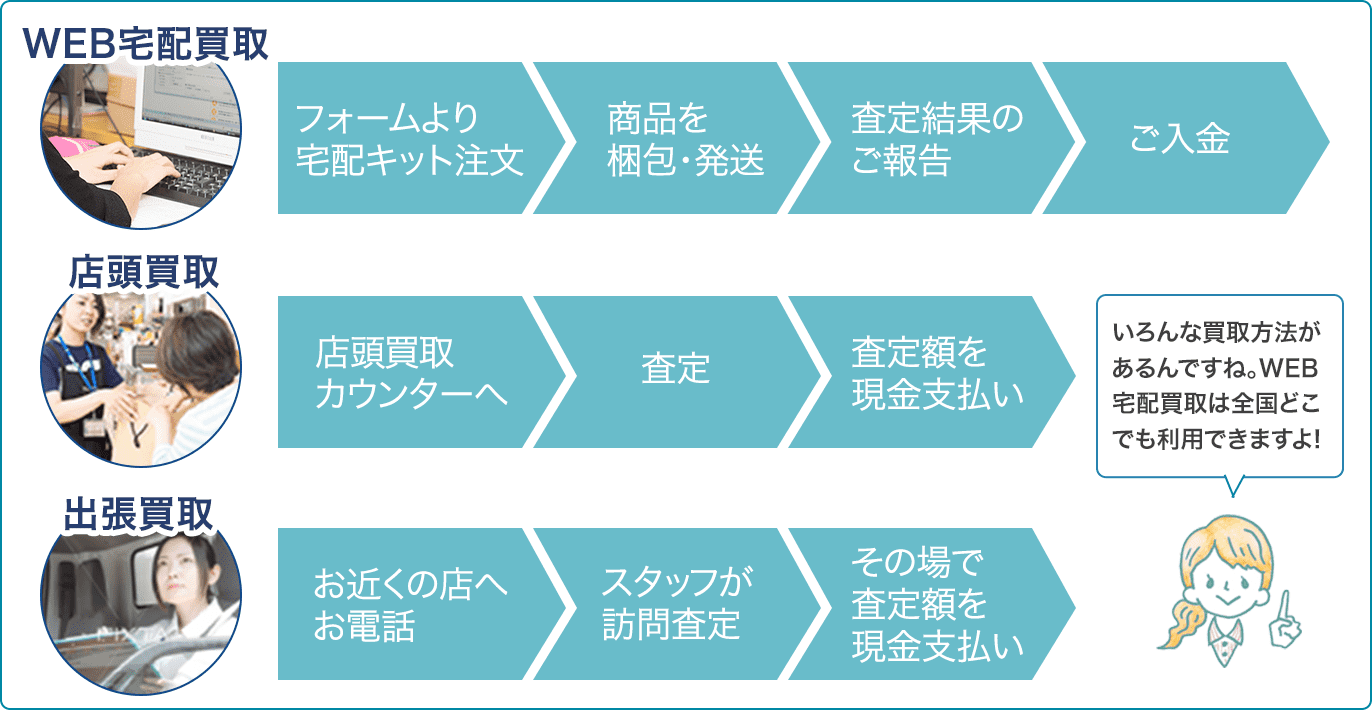 WEB宅配買取
フォームより
宅配キット注文
商品を
梱包・発送
査定結果の
ご報告
ご入金
店頭買取
店頭買取
カウンターへ
査定
査定額を
現金支払い
いろんな買取方法が
あるんですね。WEB
宅配買取は全国どこ
でも利用できますよ!
出張買取
お近くの店へ
お電話
スタッフが
訪問査定
その場で
査定額を
現金支払い
PIXTA